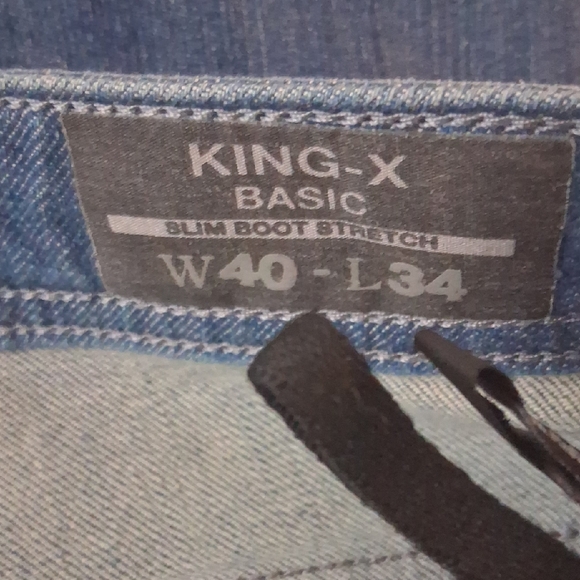 KING-X
BASIC
SLIM BOOT STRETCH
W40-L34